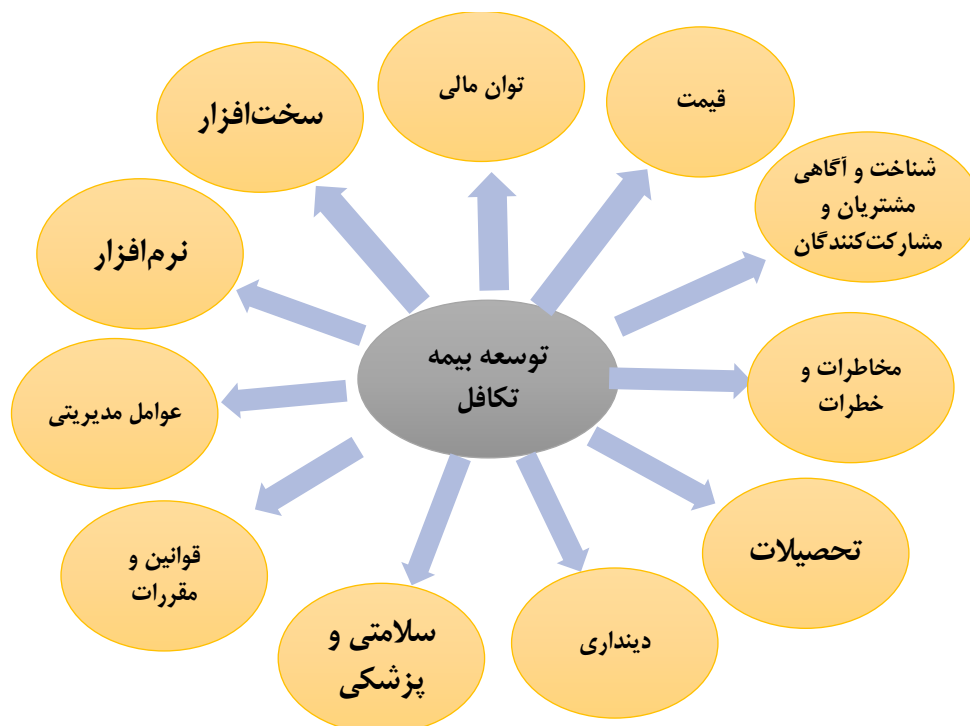 توسعه بیمه
تکافل
توان مالی
قیمت
شناخت و آگاهی
مشتریان و
مشارکت‌کنندگان
مخاطرات و
خطرات
تحصیلات
دینداری
سلامتی و
پزشکی
قوانین و
مقررات
عوامل مدیریتی
نرم‌افزار
سخت‌افزار